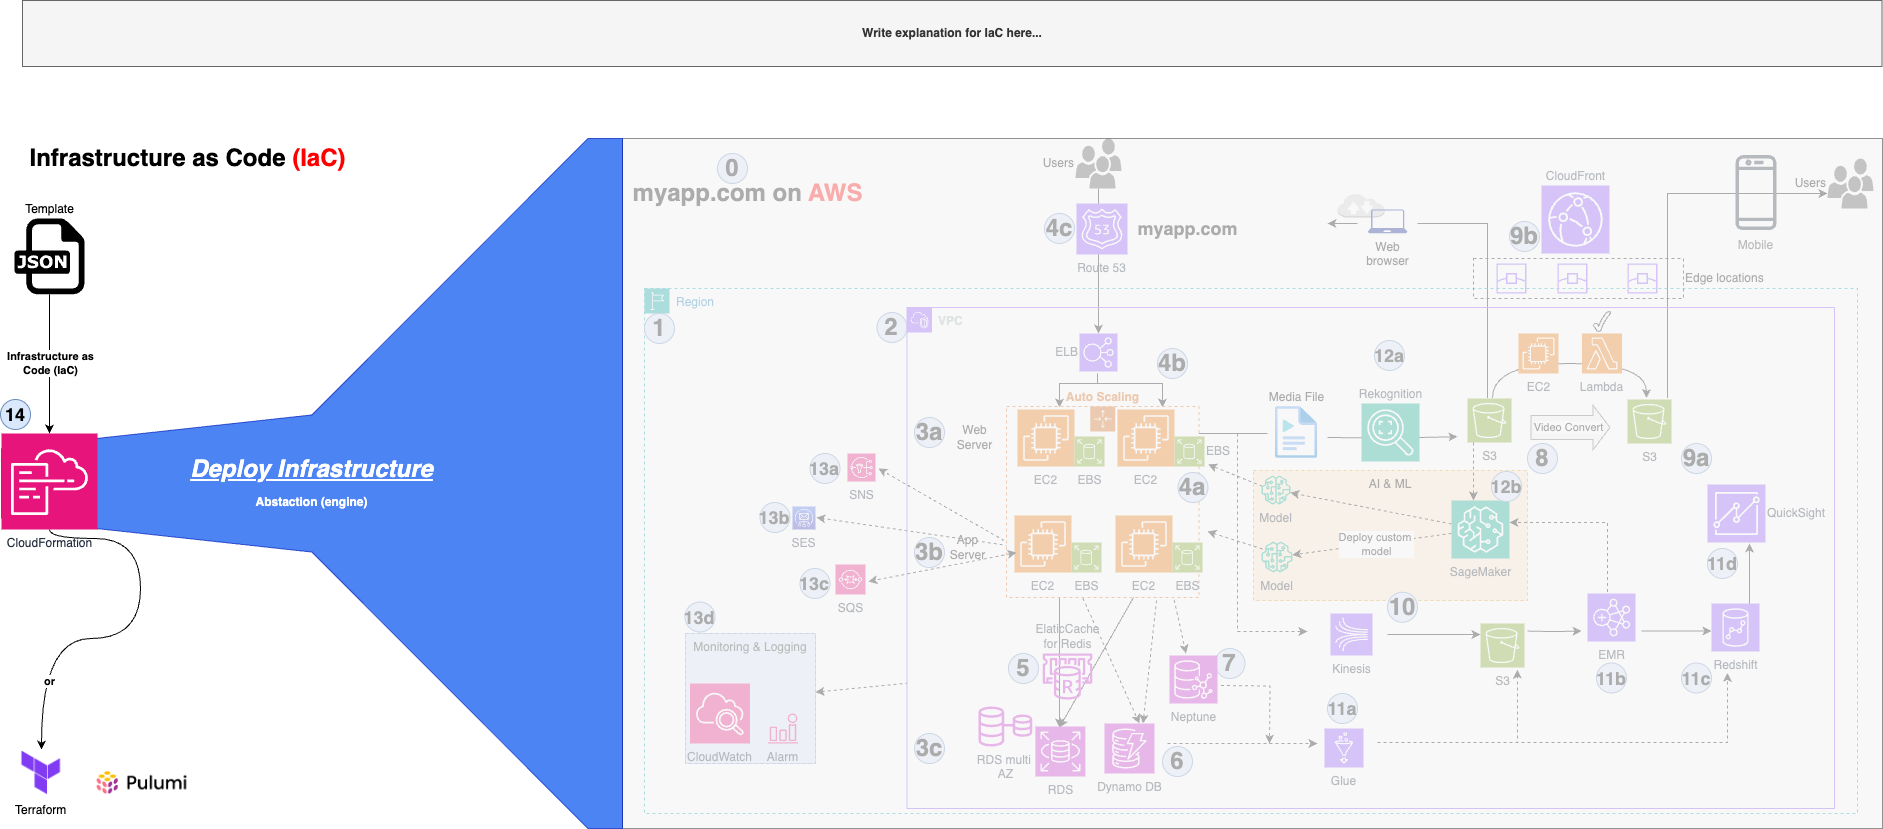 Write explanation for IaC here...
Infrastructure as Code (IaC)
Template
JSON
Infrastructure as
Code (IaC)
14
CloudFormation
or
Terraform
Pulumi
Deploy Infrastructure
Abstaction (engine)
0
myapp.com on AWS
Users
4c
53
myapp.com
Route 53
Web
browser
CloudFront
9b
Edge locations
Mobile
Users
Region
1
2
VPC
ELB
4b
Auto Scaling
3a
Web
Server
EC2
EBS
EC2
EBS
4a
Media File
12a
Rekognition
S3
EC2
Lambda
Video Convert
8
S3
9a
13a
SNS
13b
SES
13c
SQS
3b
App
Server
EC2
EBS
EC2
EBS
AI & ML
12b
Model
Deploy custom
model
Model
SageMaker
QuickSight
11d
13d
Monitoring & Logging
CloudWatch
Alarm
ElaticCache
for Redis
5
R
7
Neptune
3c
RDS multi
AZ
RDS
Dynamo DB
6
10
Kinesis
S3
EMR
11b
11c
Redshift
11a
Glue